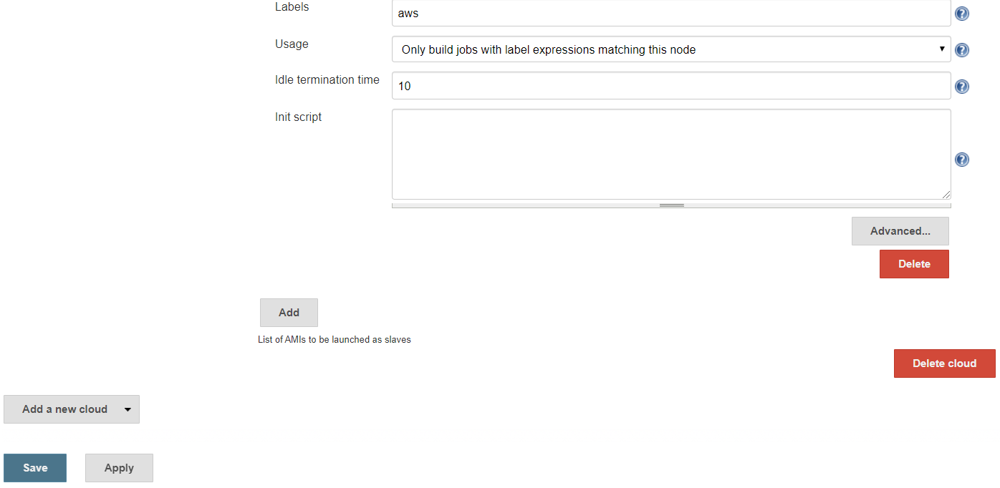 Labels
aws
Usage
Only build jobs with label expressions matching this node
Idle termination time
10
Init script
Advanced...
Delete
Add
List of AMIs to be launched as slaves
Delete cloud
Add a new cloud
Save
Apply